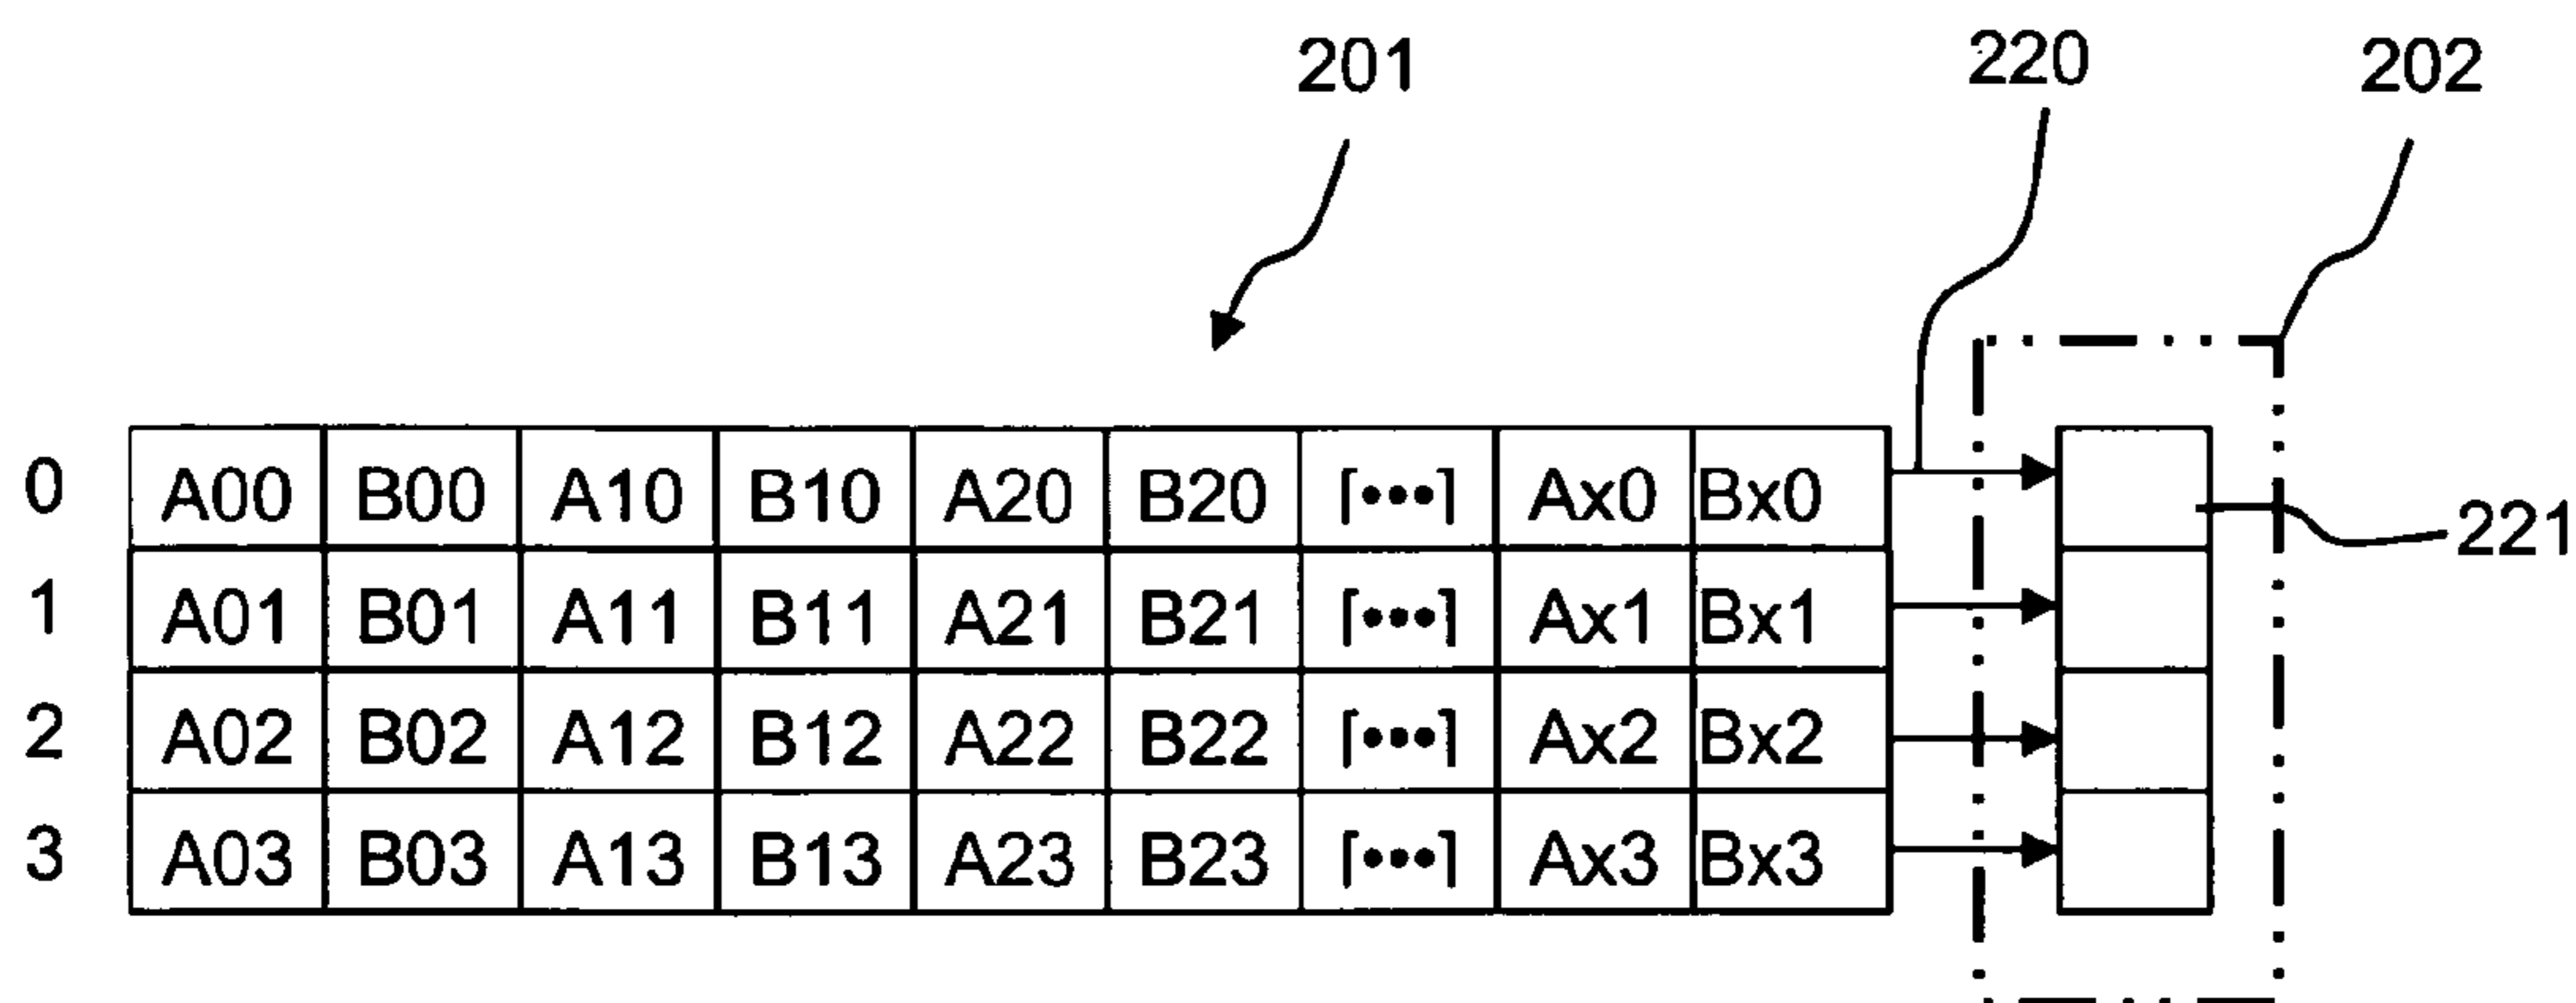 201 220 202
0 A00 B00 A10 B10 A20 B20 ⌈•••⌉ Ax0 Bx0
221
1 A01 B01 A11 B11 A21 B21 ⌈•••⌉ Ax1 Bx1
2 A02 B02 A12 B12 A22 B22 ⌈•••⌉ Ax2 Bx2
3 A03 B03 A13 B13 A23 B23 ⌈•••⌉ Ax3 Bx3